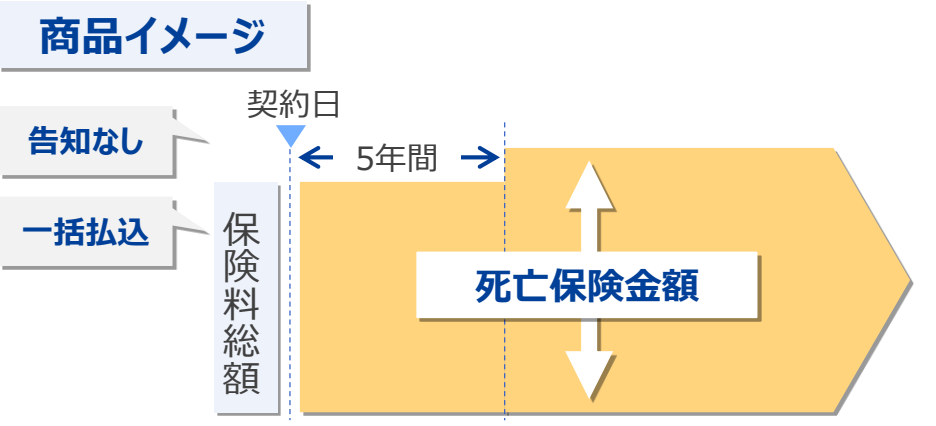 商品イメージ
契約日
告知なし
5年間
一括払込
保険料総額
死亡保険金額